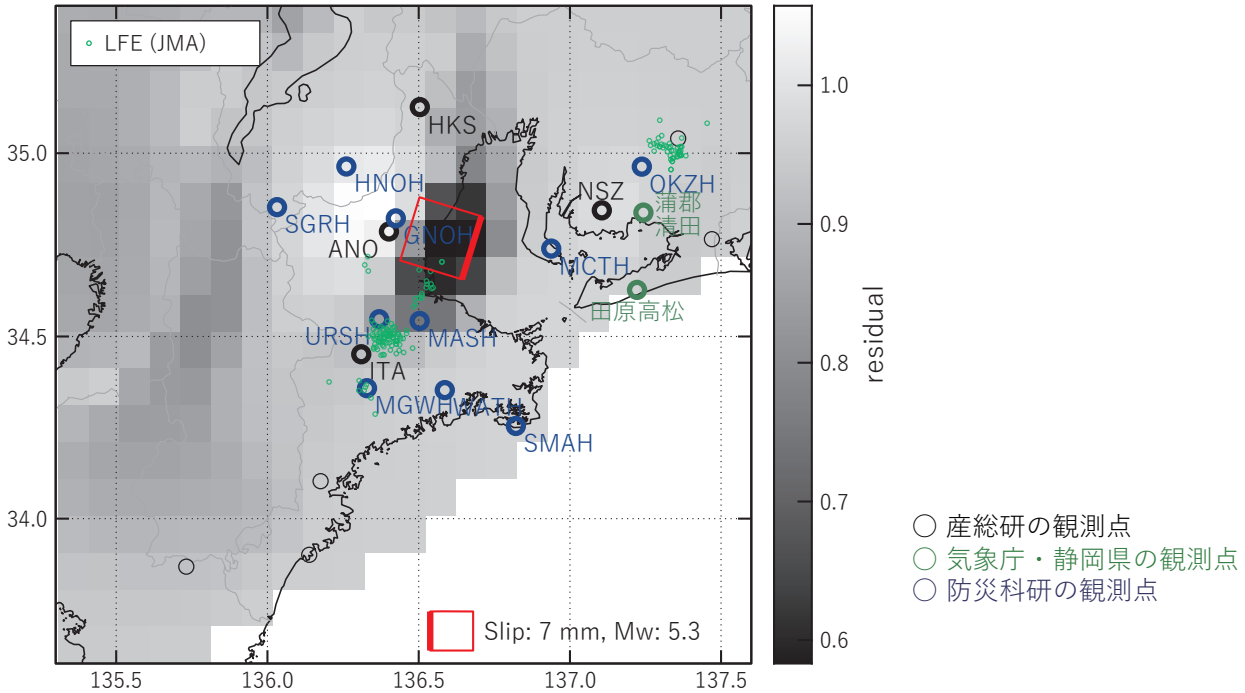 LFE (JMA)
HKS
35.0
HNOH
NSZ
OKZH
蒲郡
清田
SGRH
ANO
GNOH
MCTH
田原高松
URSH
MASH
34.5
ITA
MGWH
WATH
SMAH
34.0
Slip: 7 mm, Mw: 5.3
135.5
136.0
136.5
137.0
137.5
1.0
0.9
0.8
0.7
0.6
residual
産総研の観測点
気象庁・静岡県の観測点
防災科研の観測点